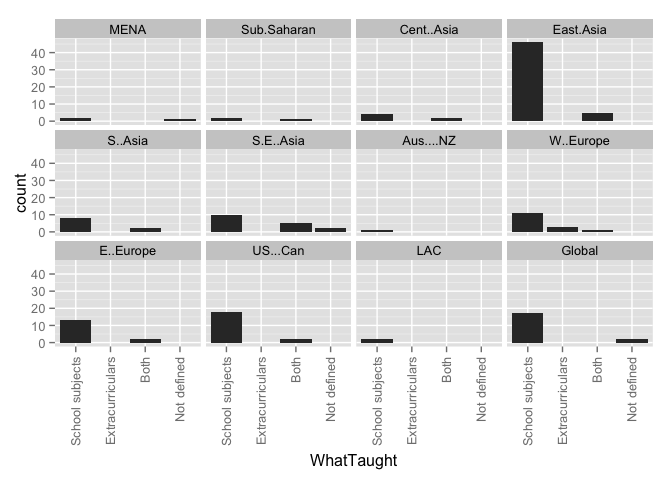 MENA Sub.Saharan Cent..Asia East.Asia
40
30
20
10
0
S..Asia S.E..Asia Aus....NZ W..Europe
40
30
20
10
0
count
E..Europe US...Can LAC Global
40
30
20
10
0
School subjects Extracurriculars Both Not defined School subjects Extracurriculars Both Not defined School subjects Extracurriculars Both Not defined School subjects Extracurriculars Both Not defined
WhatTaught